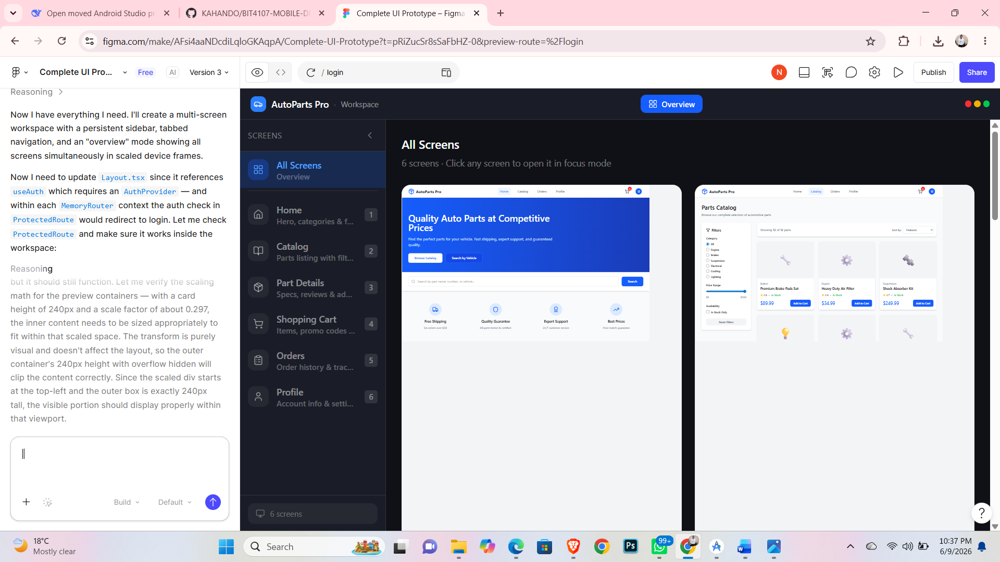 Open moved Android Studio pr
KAHANDO/BIT4107-MOBILE-DE
Complete UI Prototype – Figma
figma.com/make/AFsi4aaNDcdiLqloGKAqpA/Complete-UI-Prototype?t=pRiZucSr8sSaFbHZ-0&preview-route=%2Flogin
Complete UI Pro...
Free
AI
Version 3
/ login
N
Publish
Share
Reasoning
Now I have everything I need. I'll create a multi-screen
workspace with a persistent sidebar, tabbed
navigation, and an "overview" mode showing all
screens simultaneously in scaled device frames.
Now I need to update Layout.tsx since it references
useAuth which requires an AuthProvider — and
within each MemoryRouter context the auth check in
ProtectedRoute would redirect to login. Let me check
ProtectedRoute and make sure it works inside the
workspace:
Reasoning
but it should still function. Let me verify the scaling
math for the preview containers — with a card
height of 240px and a scale factor of about 0.297,
the inner content needs to be sized appropriately to
fit within that scaled space. The transform is purely
visual and doesn't affect the layout, so the outer
container's 240px height with overflow hidden will
clip the content correctly. Since the scaled div starts
at the top-left and the outer box is exactly 240px
tall, the visible portion should display properly within
that viewport.
Build
Default
AutoParts Pro · Workspace
Overview
SCREENS
All Screens
Overview
Home
Hero, categories & f...
1
Catalog
Parts listing with filt...
2
Part Details
Specs, reviews & ad...
3
Shopping Cart
Items, promo codes ...
4
Orders
Order history & trac...
5
Profile
Account info & setti...
6
6 screens
All Screens
6 screens · Click any screen to open it in focus mode
AutoParts Pro
Home
Catalog
Orders
Profile
U
Quality Auto Parts at Competitive
Prices
Find the perfect parts for your vehicle. Fast shipping, expert support, and guaranteed
quality.
Browse Catalog
Search by Vehicle
Search by part name, number, or vehicle...
Search
Free Shipping
On orders over $50
Quality Guarantee
All parts tested & certified
Expert Support
24/7 customer service
Best Prices
Price match guarantee
AutoParts Pro
Home
Catalog
Orders
Profile
U
Parts Catalog
Browse our complete selection of automotive parts
Filters
Category
All
Engine
Brakes
Suspension
Electrical
Cooling
Lighting
Price Range
$0
$500
Availability
In Stock Only
Reset Filters
Showing 12 of 12 parts
Sort by:
Featured
Brakes
Premium Brake Pads Set
4.8 • In Stock
$89.99
Add to Cart
Engine
Heavy Duty Air Filter
4.9 • In Stock
$34.99
Add to Cart
Suspension
Shock Absorber Kit
4.7 • In Stock
$249.99
Add to Cart
?
18°C
Mostly clear
Search
Ps
99+
10:37 PM
6/9/2026